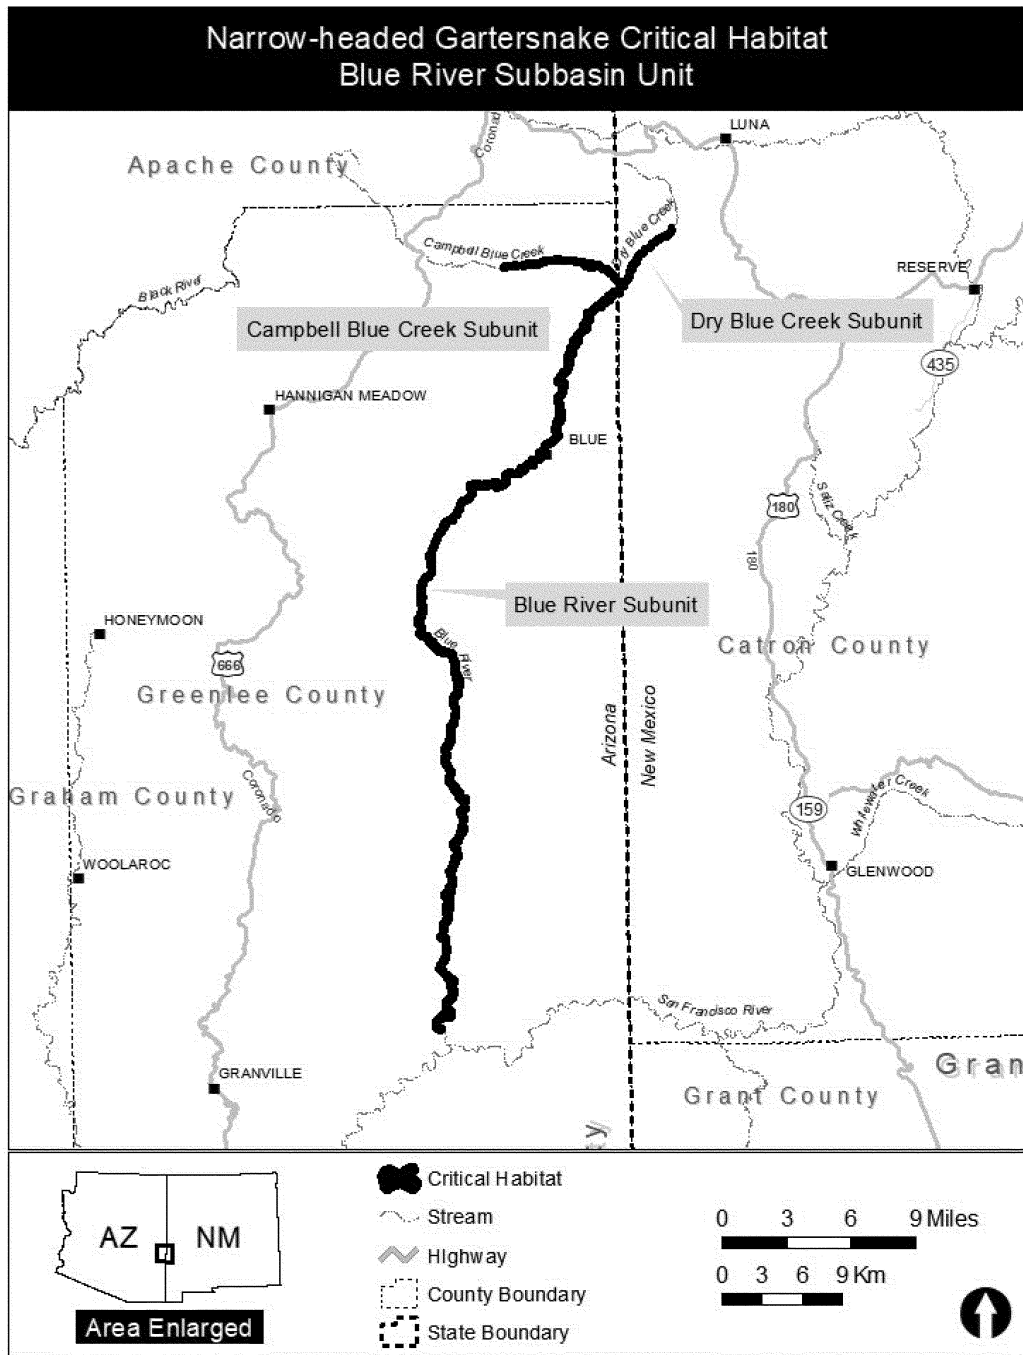 Narrow-headed Gartersnake Critical Habitat
Blue River Subbasin Unit
LUNA
Coronad
Apache County
Dry Blue Creek
Campbell Blue Creek
RESERVE
Black River
Campbell Blue Creek Subunit
Dry Blue Creek Subunit
435
HANNIGAN MEADOW
BLUE
180
Saliz Creek
180
Blue River Subunit
HONEYMOON
Blue River
Catron County
666
Greenlee County
Arizona
New Mexico
Coronado
Graham County
159
Whitewater Creek
WOOLAROC
GLENWOOD
San Francisco River
Gran
GRANVILLE
Grant County
ty
AZ
NM
Area Enlarged
Critical Habitat
Stream
Highway
County Boundary
State Boundary
0 3 6 9 Miles
0 3 6 9 Km